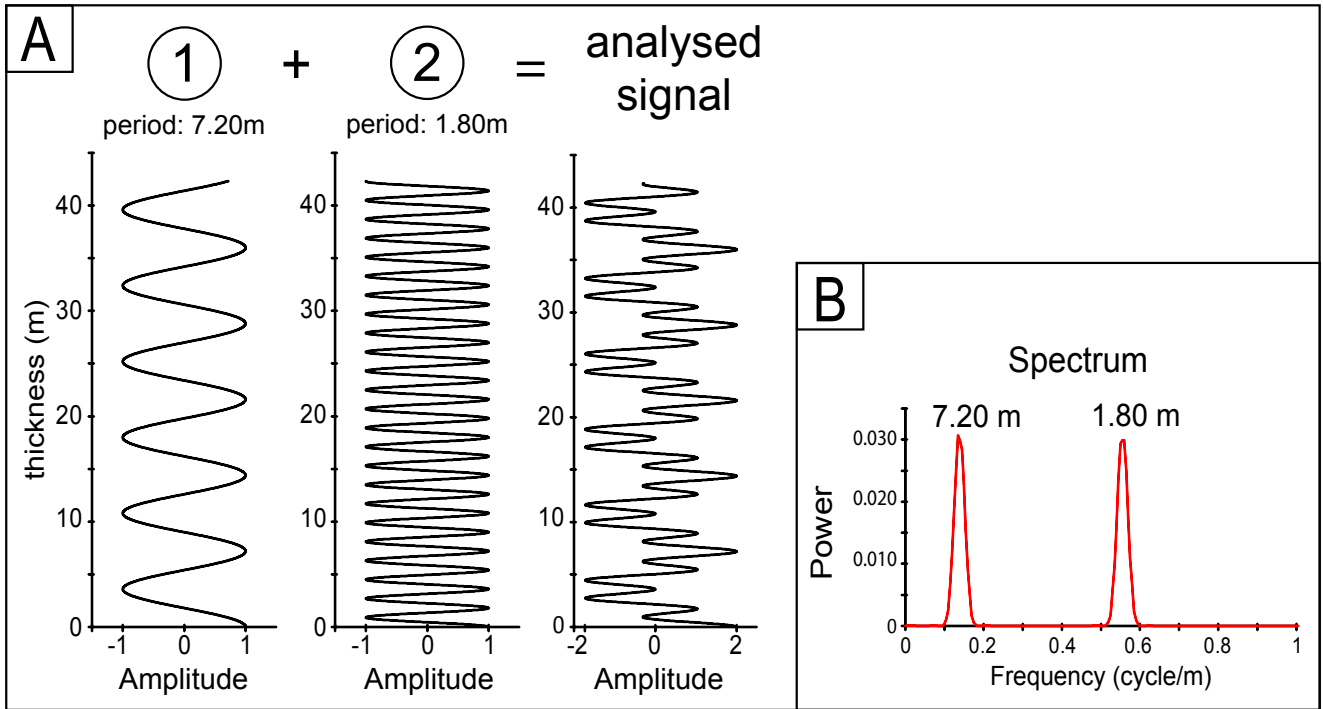 A
1 + 2 = analysed signal
period: 7.20m
period: 1.80m
thickness (m)
40
30
20
10
0
-1 0 1
Amplitude
40
30
20
10
0
-1 0 1
Amplitude
40
30
20
10
0
-2 0 2
Amplitude
B
Spectrum
7.20 m
1.80 m
Power
0.030
0.020
0.010
0
0 0.2 0.4 0.6 0.8 1
Frequency (cycle/m)